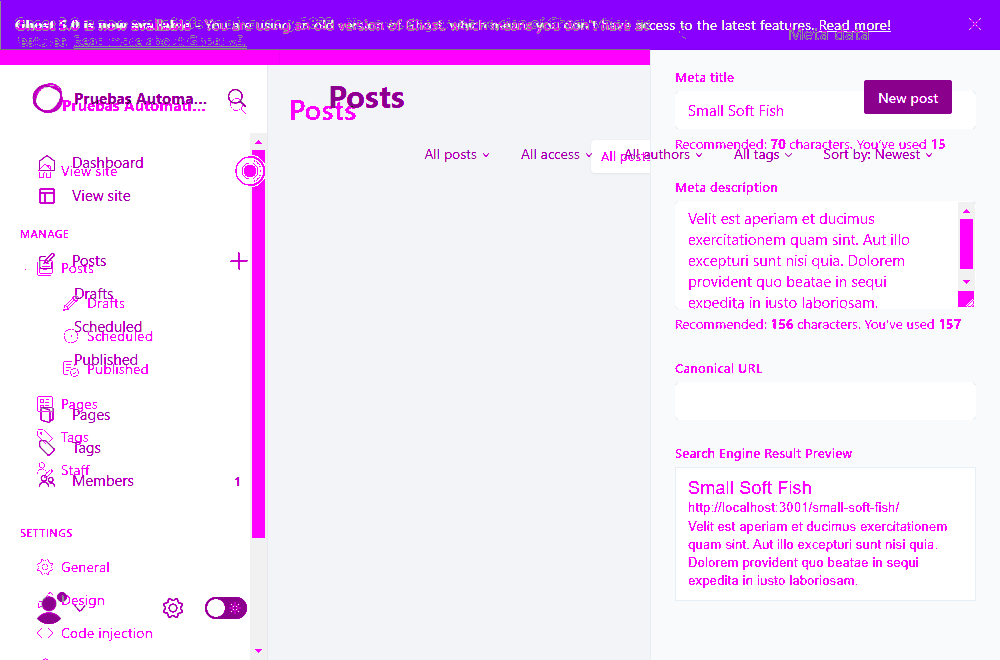 Ghost 5.0 is now available - You are using an old version of Ghost, which means you don't have access to the latest features. Read more!
features.
Meta data
Pruebas Automa...
Pruebas Automati...
Posts
Posts
New post
Meta title
Small Soft Fish
Recommended: 70 characters. You've used 15
All posts
All access
All posts
All authors
All tags
Sort by: Newest
Dashboard
View site
View site
MANAGE
Posts
Posts
Drafts
Drafts
Scheduled
Scheduled
Published
Published
Pages
Pages
Tags
Tags
Staff
Members 1
SETTINGS
General
Design
Code injection
Meta description
Velit est aperiam et ducimus
exercitationem quam sint. Aut illo
excepturi sunt nisi quia. Dolorem
provident quo beatae in sequi
expedita in iusto laboriosam.
Recommended: 156 characters. You've used 157
Canonical URL
Search Engine Result Preview
Small Soft Fish
http://localhost:3001/small-soft-fish/
Velit est aperiam et ducimus exercitationem
quam sint. Aut illo excepturi sunt nisi quia.
Dolorem provident quo beatae in sequi
expedita in iusto laboriosam.